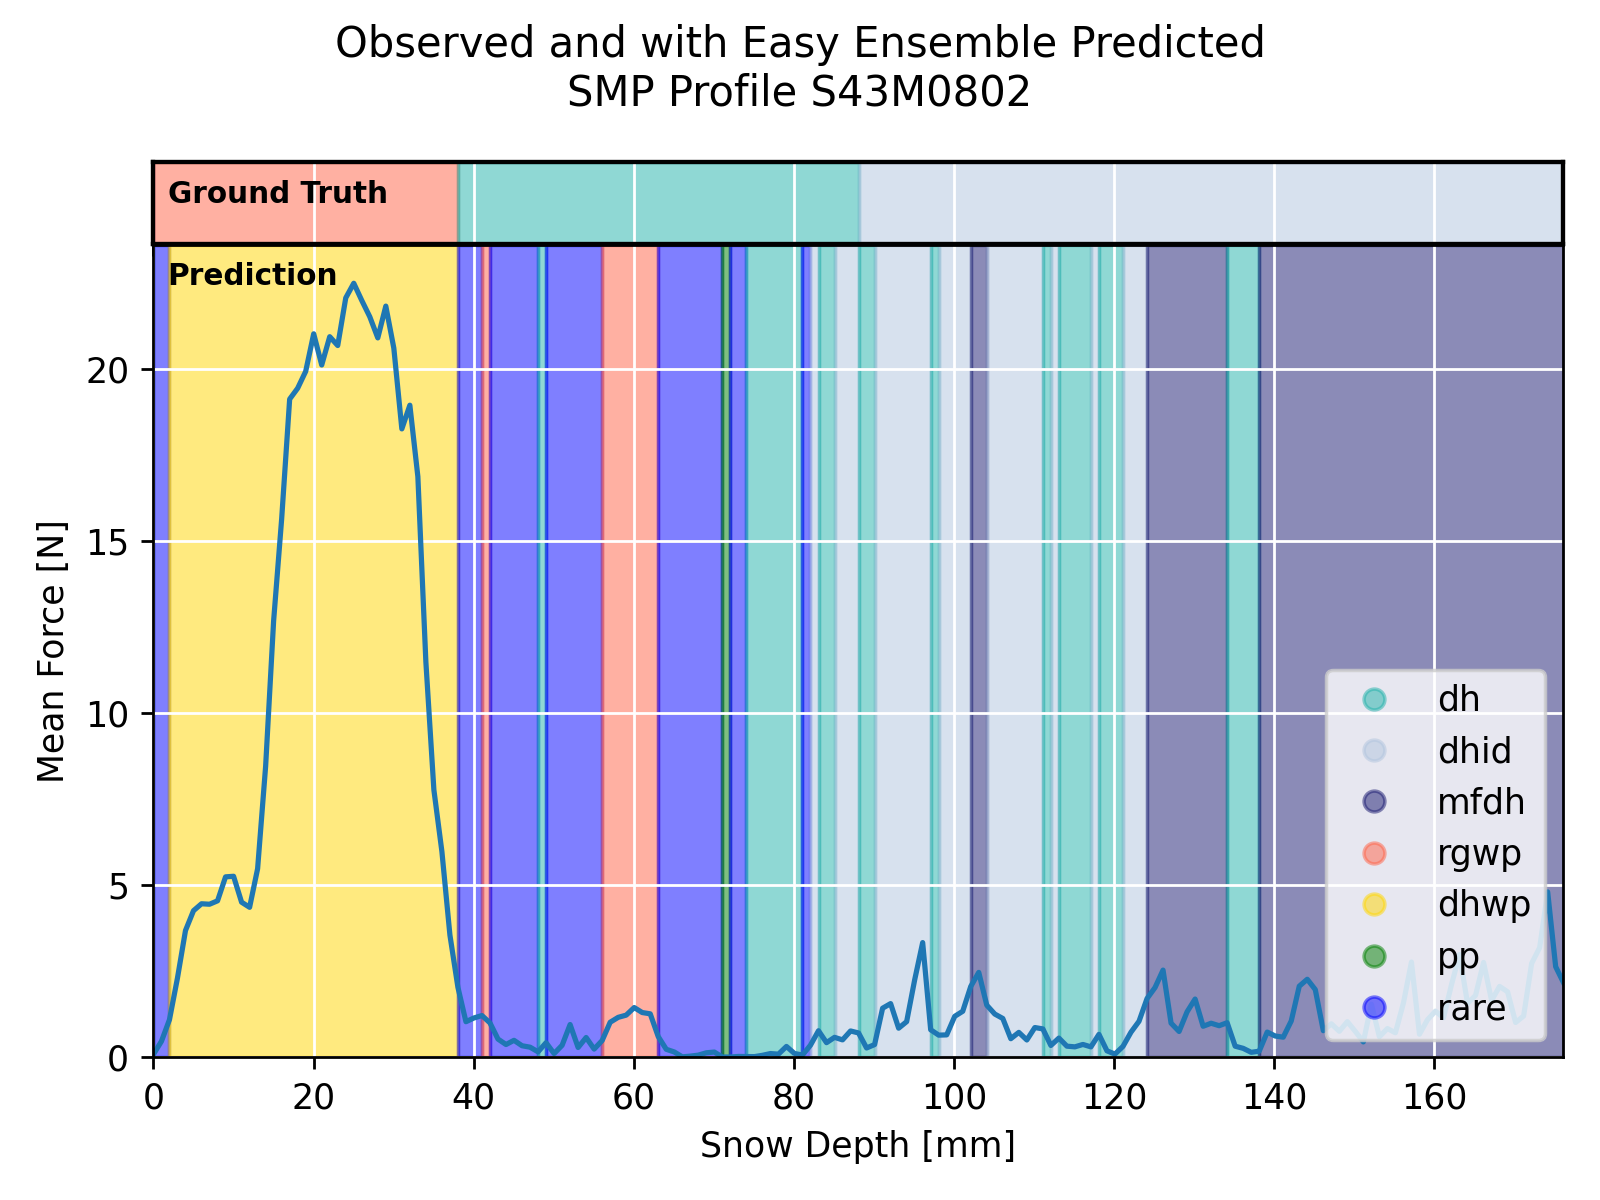 Observed and with Easy Ensemble Predicted
SMP Profile S43M0802
Ground Truth
Prediction
Mean Force [N]
20
15
10
5
0
dh
dhid
mfdh
rgwp
dhwp
pp
rare
0 20 40 60 80 100 120 140 160
Snow Depth [mm]